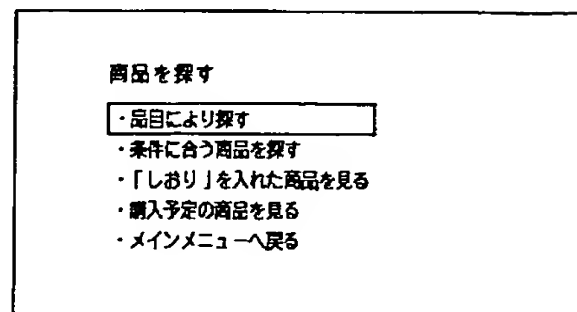 商品を探す
・品目により探す
・条件に合う商品を探す
・「しおり」を入れた商品を見る
・購入予定の商品を見る
・メインメニューへ戻る